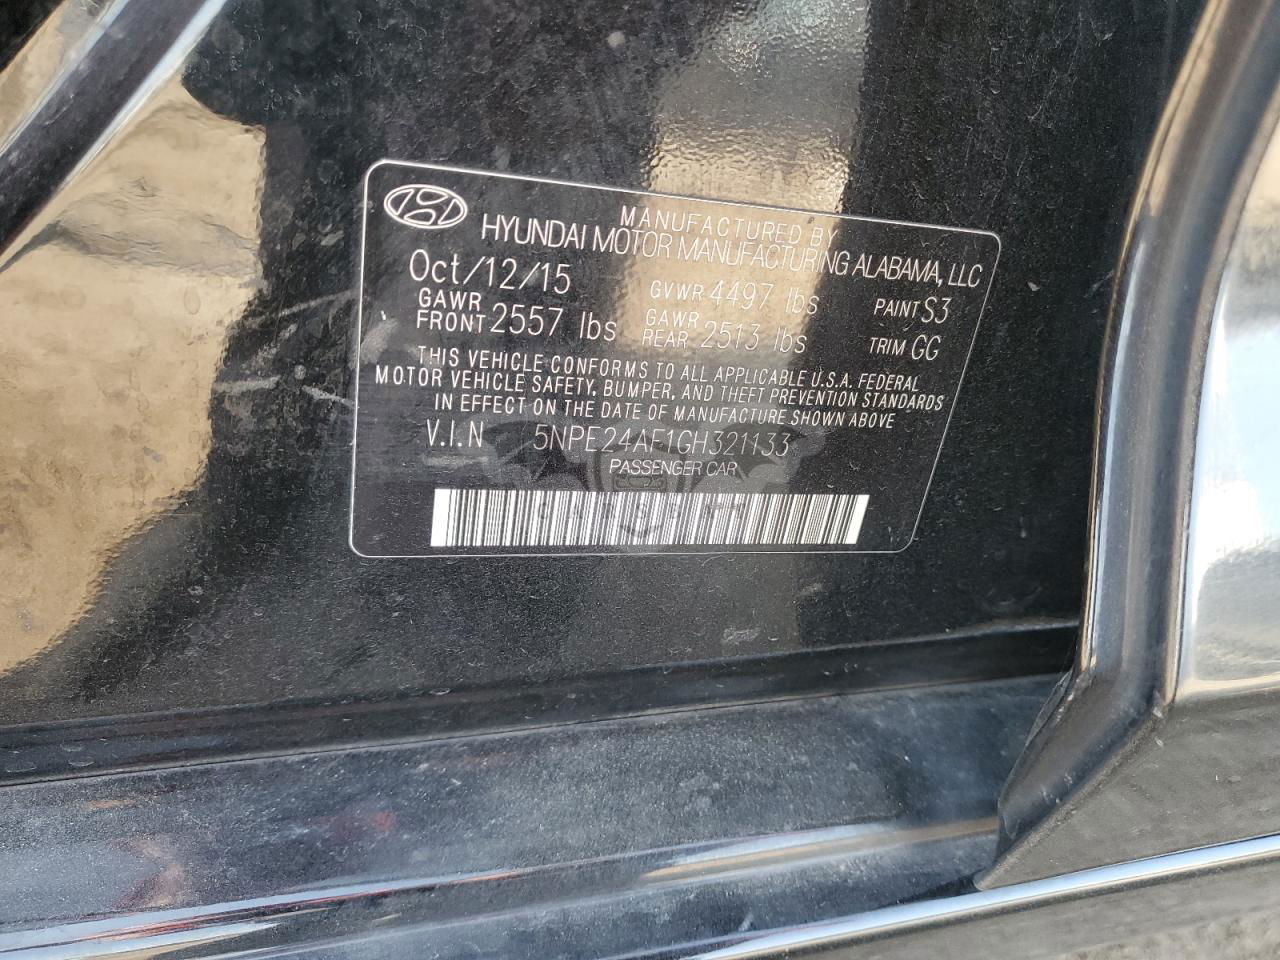 MANUFACTURED BY
HYUNDAI MOTOR MANUFACTURING ALABAMA, LLC
Oct/12/15 GVWR 4497 lbs PAINT S3
GAWR FRONT 2557 lbs GAWR REAR 2513 lbs TRIM GG
THIS VEHICLE CONFORMS TO ALL APPLICABLE U.S.A. FEDERAL
MOTOR VEHICLE SAFETY, BUMPER, AND THEFT PREVENTION STANDARDS
IN EFFECT ON THE DATE OF MANUFACTURE SHOWN ABOVE
V.I.N 5NPE24AF1GH321133
PASSENGER CAR